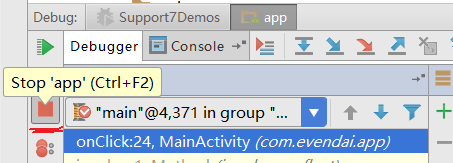 Debug: Support7Demos app
Debugger Console
Stop 'app' (Ctrl+F2)
"main"@4,371 in group "...
onClick:24, MainActivity (com.evendai.app)